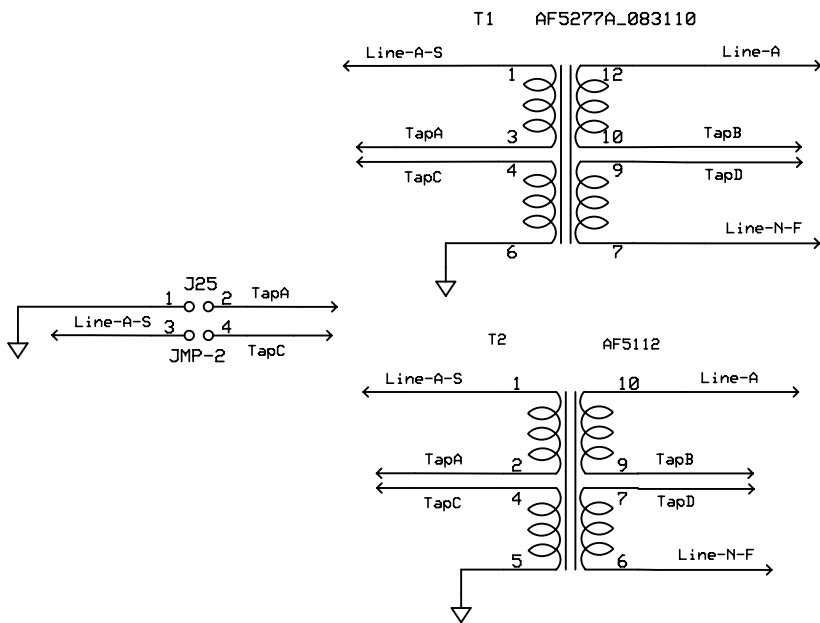 T1 AF5277A_083110
Line-A-S Line-A
1 12
TapA 3 10 TapB
TapC 4 9 TapD
Line-N-F
6 7
J25
1 2 TapA
Line-A-S 3 4
JMP-2 TapC
T2 AF5112
Line-A-S 1 10 Line-A
TapA 2 9 TapB
TapC 4 7 TapD
5 6 Line-N-F